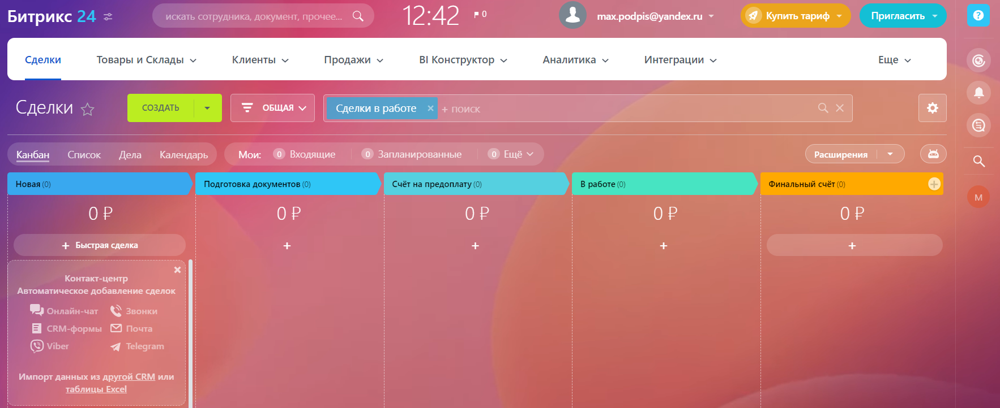 Битрикс 24
искать сотрудника, документ, прочее...
12:42
0
max.podpis@yandex.ru
Купить тариф
Пригласить
?
Сделки
Товары и Склады
Клиенты
Продажи
BI Конструктор
Аналитика
Интеграции
Еще
Сделки
СОЗДАТЬ
ОБЩАЯ
Сделки в работе ×
+ поиск
Канбан
Список
Дела
Календарь
Мои:
0 Входящие
0 Запланированные
0 Ещё
Расширения
Новая (0)
Подготовка документов (0)
Счёт на предоплату (0)
В работе (0)
Финальный счёт (0)
М
0 ₽
0 ₽
0 ₽
0 ₽
0 ₽
+ Быстрая сделка
+
+
+
+
Контакт-центр
Автоматическое добавление сделок
Онлайн-чат
Звонки
CRM-формы
Почта
Viber
Telegram
Импорт данных из другой CRM или
таблицы Excel